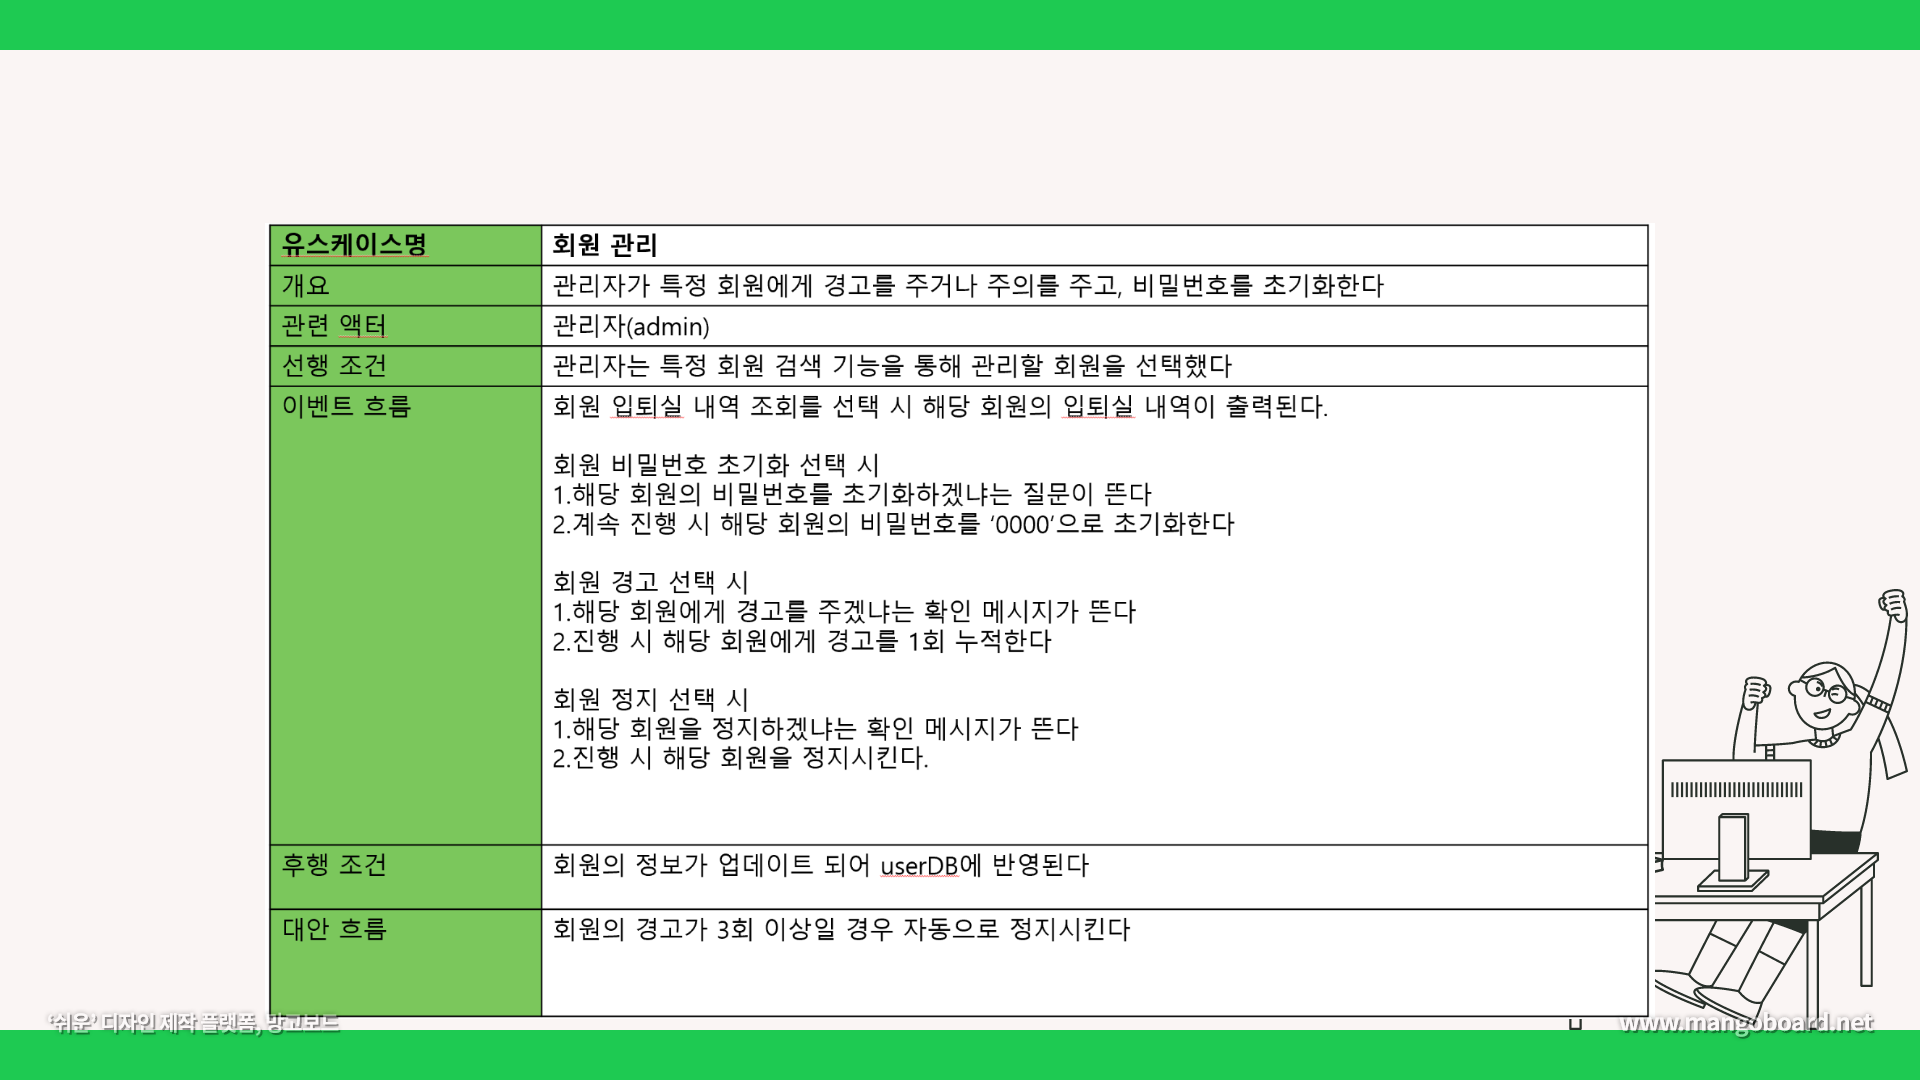 유스케이스명
회원 관리
개요
관리자가 특정 회원에게 경고를 주거나 주의를 주고, 비밀번호를 초기화한다
관련 액터
관리자(admin)
선행 조건
관리자는 특정 회원 검색 기능을 통해 관리할 회원을 선택했다
이벤트 흐름
회원 입퇴실 내역 조회를 선택 시 해당 회원의 입퇴실 내역이 출력된다.
회원 비밀번호 초기화 선택 시
1.해당 회원의 비밀번호를 초기화하겠냐는 질문이 뜬다
2.계속 진행 시 해당 회원의 비밀번호를 ‘0000‘으로 초기화한다
회원 경고 선택 시
1.해당 회원에게 경고를 주겠냐는 확인 메시지가 뜬다
2.진행 시 해당 회원에게 경고를 1회 누적한다
회원 정지 선택 시
1.해당 회원을 정지하겠냐는 확인 메시지가 뜬다
2.진행 시 해당 회원을 정지시킨다.
후행 조건
회원의 정보가 업데이트 되어 userDB에 반영된다
대안 흐름
회원의 경고가 3회 이상일 경우 자동으로 정지시킨다
‘쉬운’ 디자인 제작 플랫폼, 망고보드
www.mangoboard.net